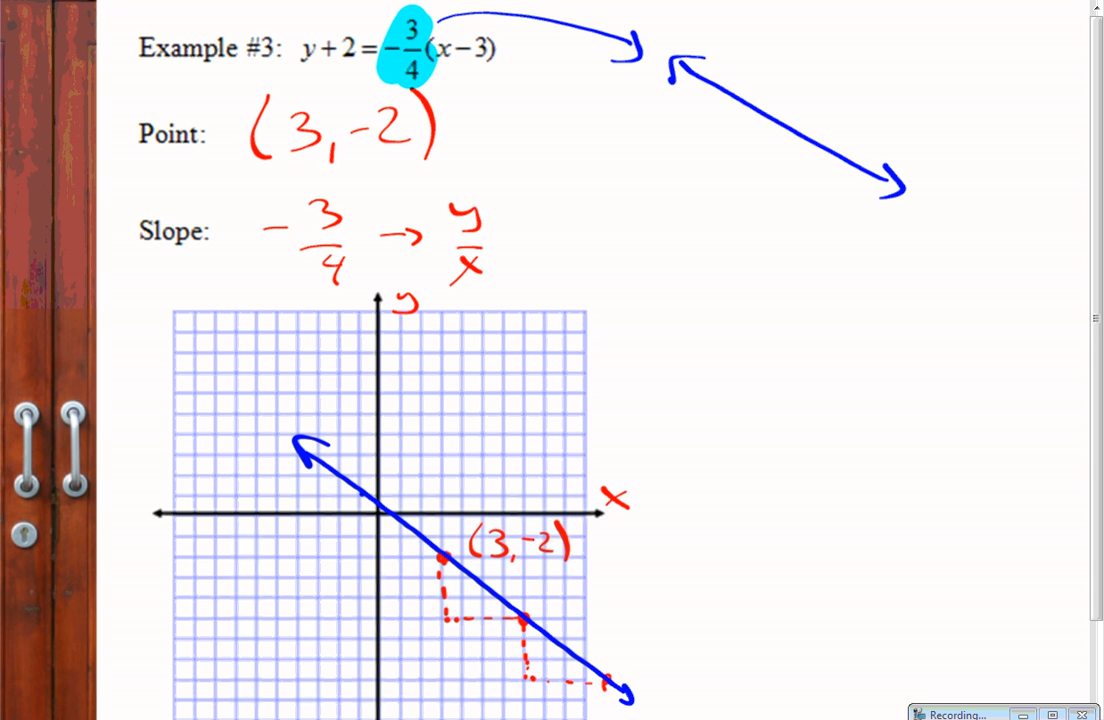 Example #3: y + 2 = -3/4(x - 3)
Point: (3, -2)
Slope: -3/4 → y/x
y
x
(3, -2)
Recording...